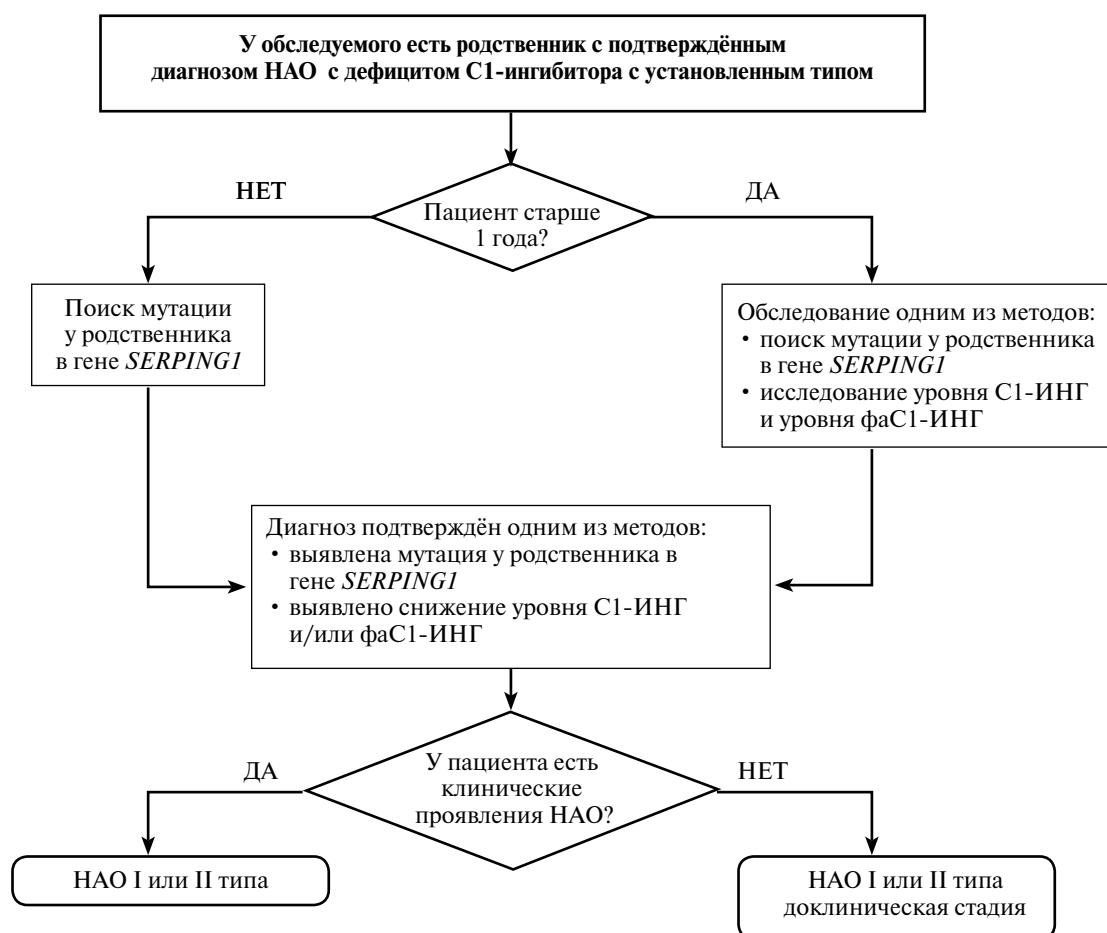 У обследуемого есть родственник с подтверждённым
диагнозом НАО с дефицитом С1-ингибитора с установленным типом
НЕТ
ДА
Пациент старше
1 года?
Поиск мутации
у родственника
в гене SERPING1
Обследование одним из методов:
• поиск мутации у родственника
в гене SERPING1
• исследование уровня С1-ИНГ
и уровня фаС1-ИНГ
Диагноз подтверждён одним из методов:
• выявлена мутация у родственника в
гене SERPING1
• выявлено снижение уровня С1-ИНГ
и/или фаС1-ИНГ
ДА
У пациента есть
клинические
проявления НАО?
НЕТ
НАО I или II типа
НАО I или II типа
доклиническая стадия